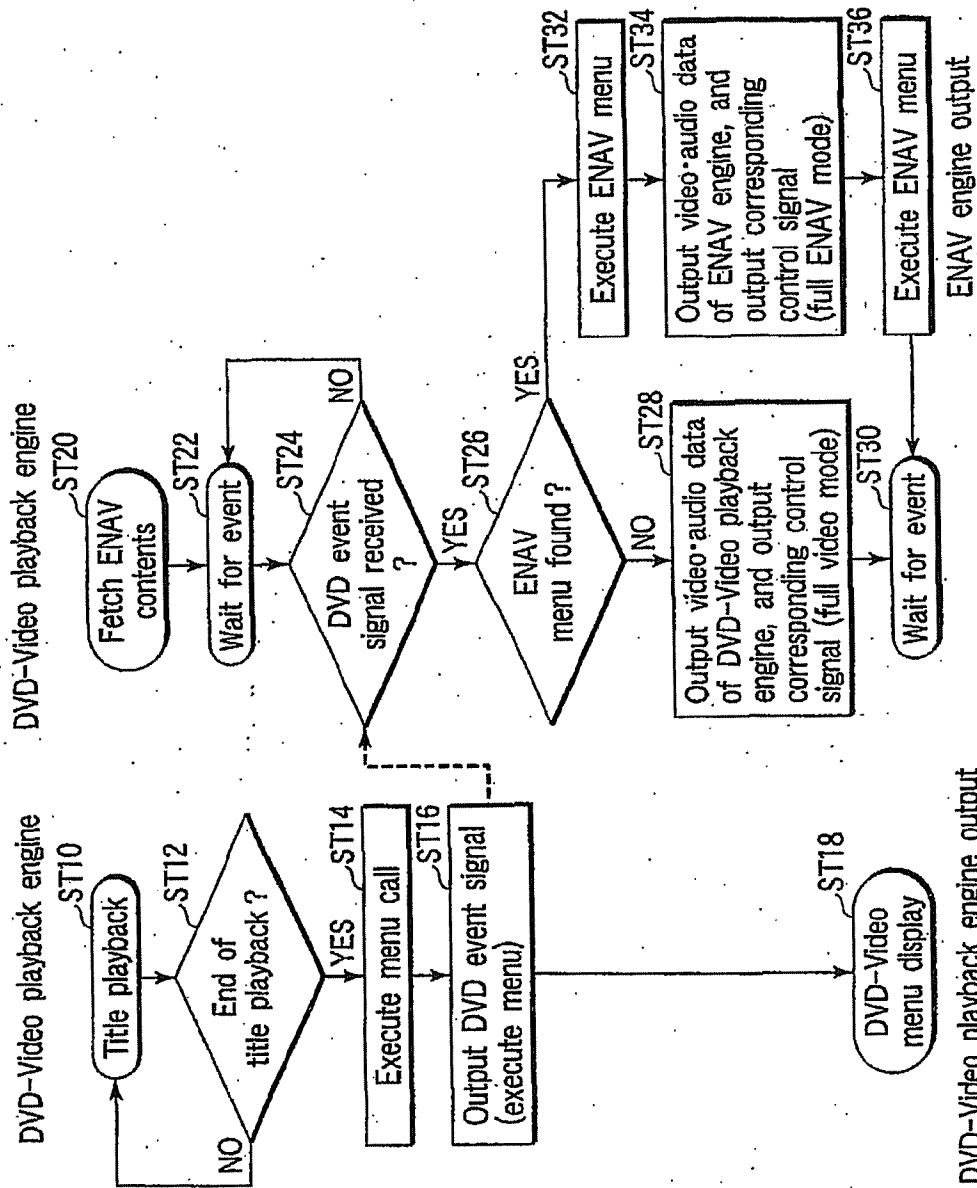 DVD-Video playback engine
ST10
Title playback
ST12
End of
title playback?
NO
YES
ST14
Execute menu call
ST16
Output DVD event signal
(execute menu)
ST18
DVD-Video
menu display
DVD-Video playback engine output
DVD-Video playback engine
ST20
Fetch ENAV
contents
ST22
Wait for event
ST24
DVD event
signal received
?
NO
YES
ST26
ENAV
menu found?
YES
NO
ST28
Output video·audio data
of DVD-Video playback
engine, and output
corresponding control
signal (full video mode)
ST30
Wait for event
ST32
Execute ENAV menu
ST34
Output video·audio data
of ENAV engine, and
output corresponding
control signal
(full ENAV mode)
ST36
Execute ENAV menu
ENAV engine output